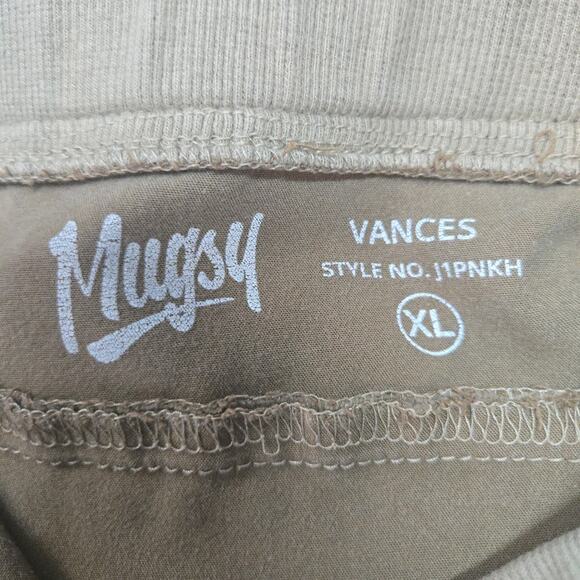 Mugsy
VANCES
STYLE NO. J1PNKH
XL